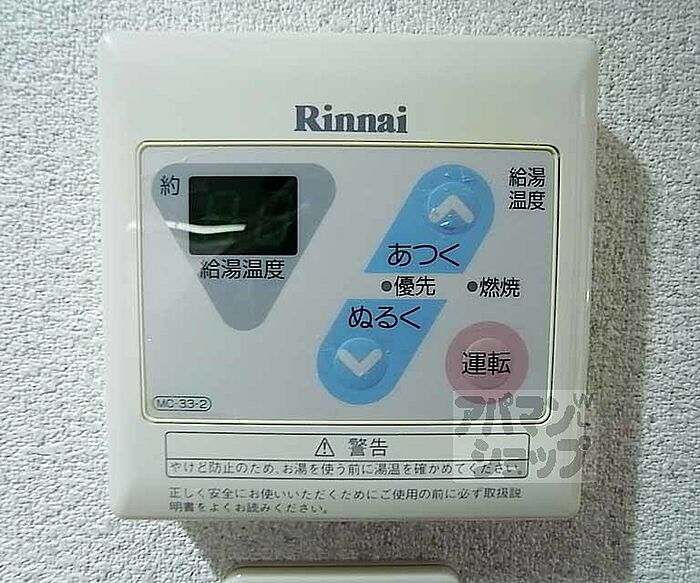 Rinnai
約
給湯温度
給湯
温度
あつく
●優先 ●燃焼
ぬるく
運転
MC 33-2
⚠ 警告
やけど防止のため、お湯を使う前に湯温を確かめてください。
正しく安全にお使いいただくためにご使用の前に必ず取扱説
明書をよくお読みください。
アパマン
ショップ